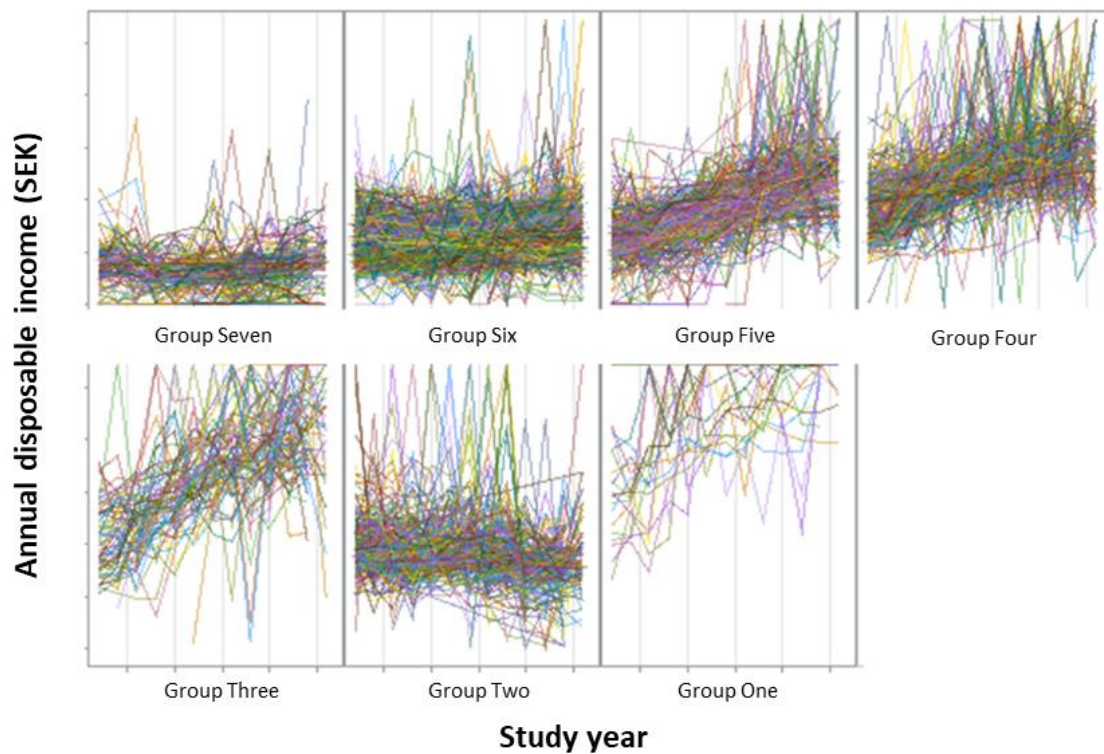 Annual disposable income (SEK)
Group Seven
Group Six
Group Five
Group Four
Group Three
Group Two
Group One
Study year